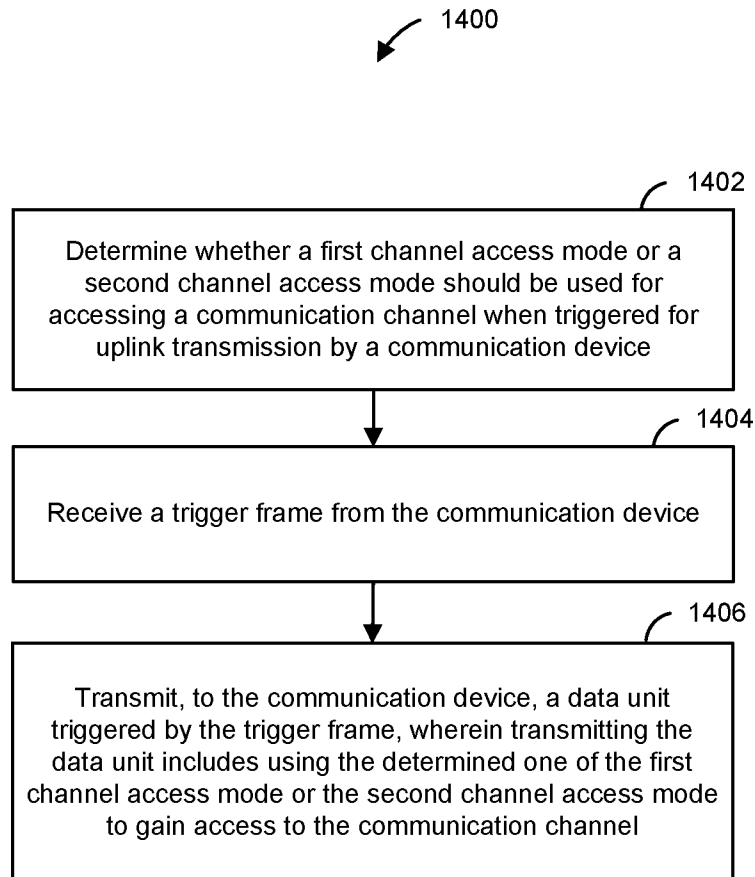 1400
1402
Determine whether a first channel access mode or a
second channel access mode should be used for
accessing a communication channel when triggered for
uplink transmission by a communication device
1404
Receive a trigger frame from the communication device
1406
Transmit, to the communication device, a data unit
triggered by the trigger frame, wherein transmitting the
data unit includes using the determined one of the first
channel access mode or the second channel access mode
to gain access to the communication channel